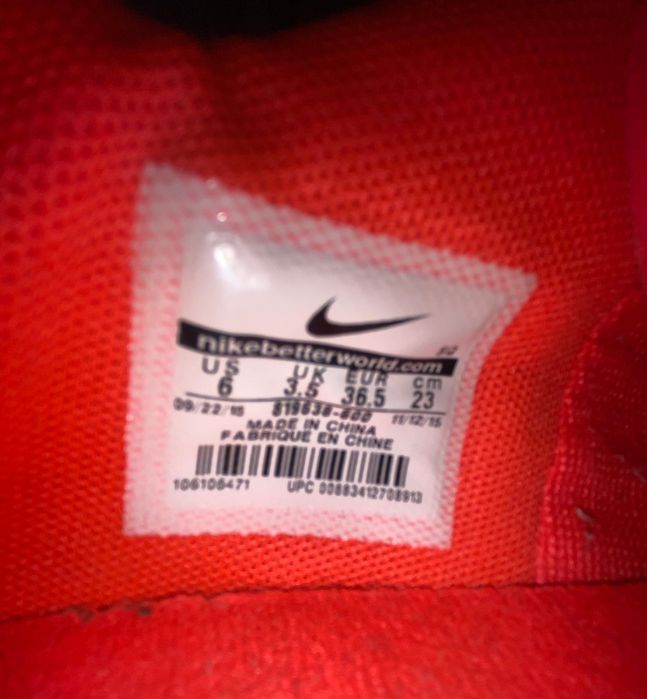 nikebetterworld.com
US UK EUR cm
6 3.5 36.5 23
09/22/15 11/12/15
MADE IN CHINA
FABRIQUE EN CHINE
106106471 UPC 00883412708913